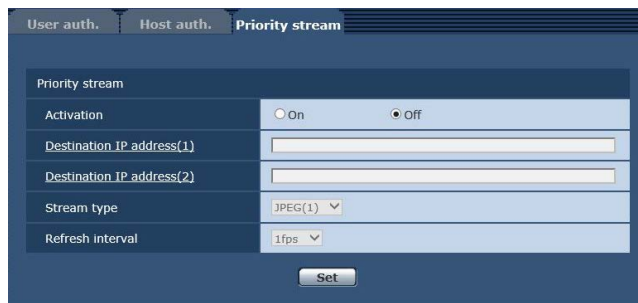 User auth. Host auth. Priority stream
Priority stream
Activation On Off
Destination IP address(1)
Destination IP address(2)
Stream type JPEG(1)
Refresh interval 1fps
Set